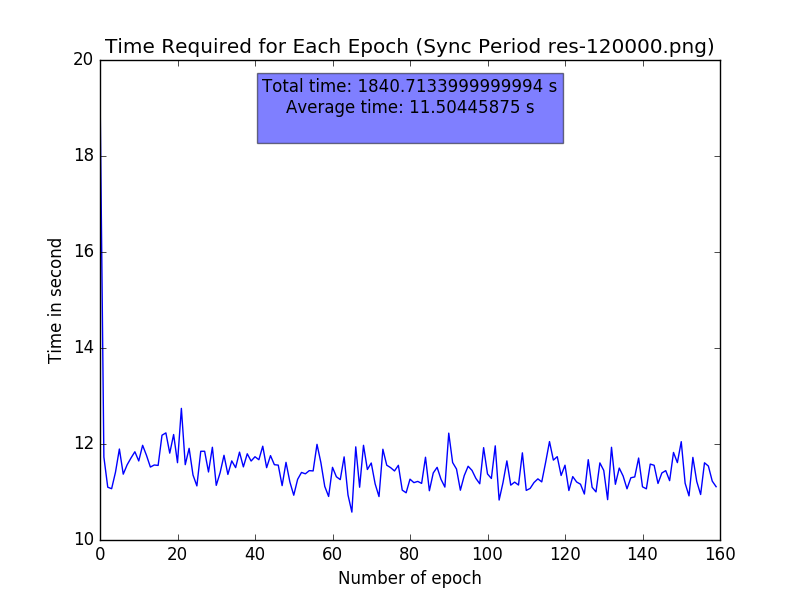 Time Required for Each Epoch (Sync Period res-120000.png)
Total time: 1840.7133999999994 s
Average time: 11.50445875 s
Time in second
20
18
16
14
12
10
0 20 40 60 80 100 120 140 160
Number of epoch